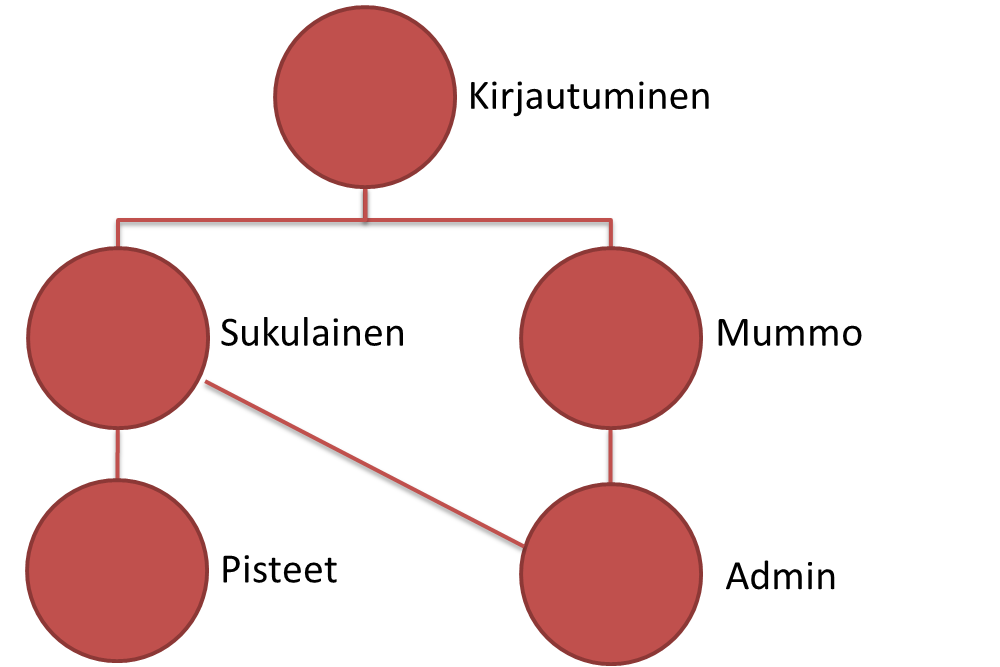 Kirjautuminen
Sukulainen
Mummo
Pisteet
Admin